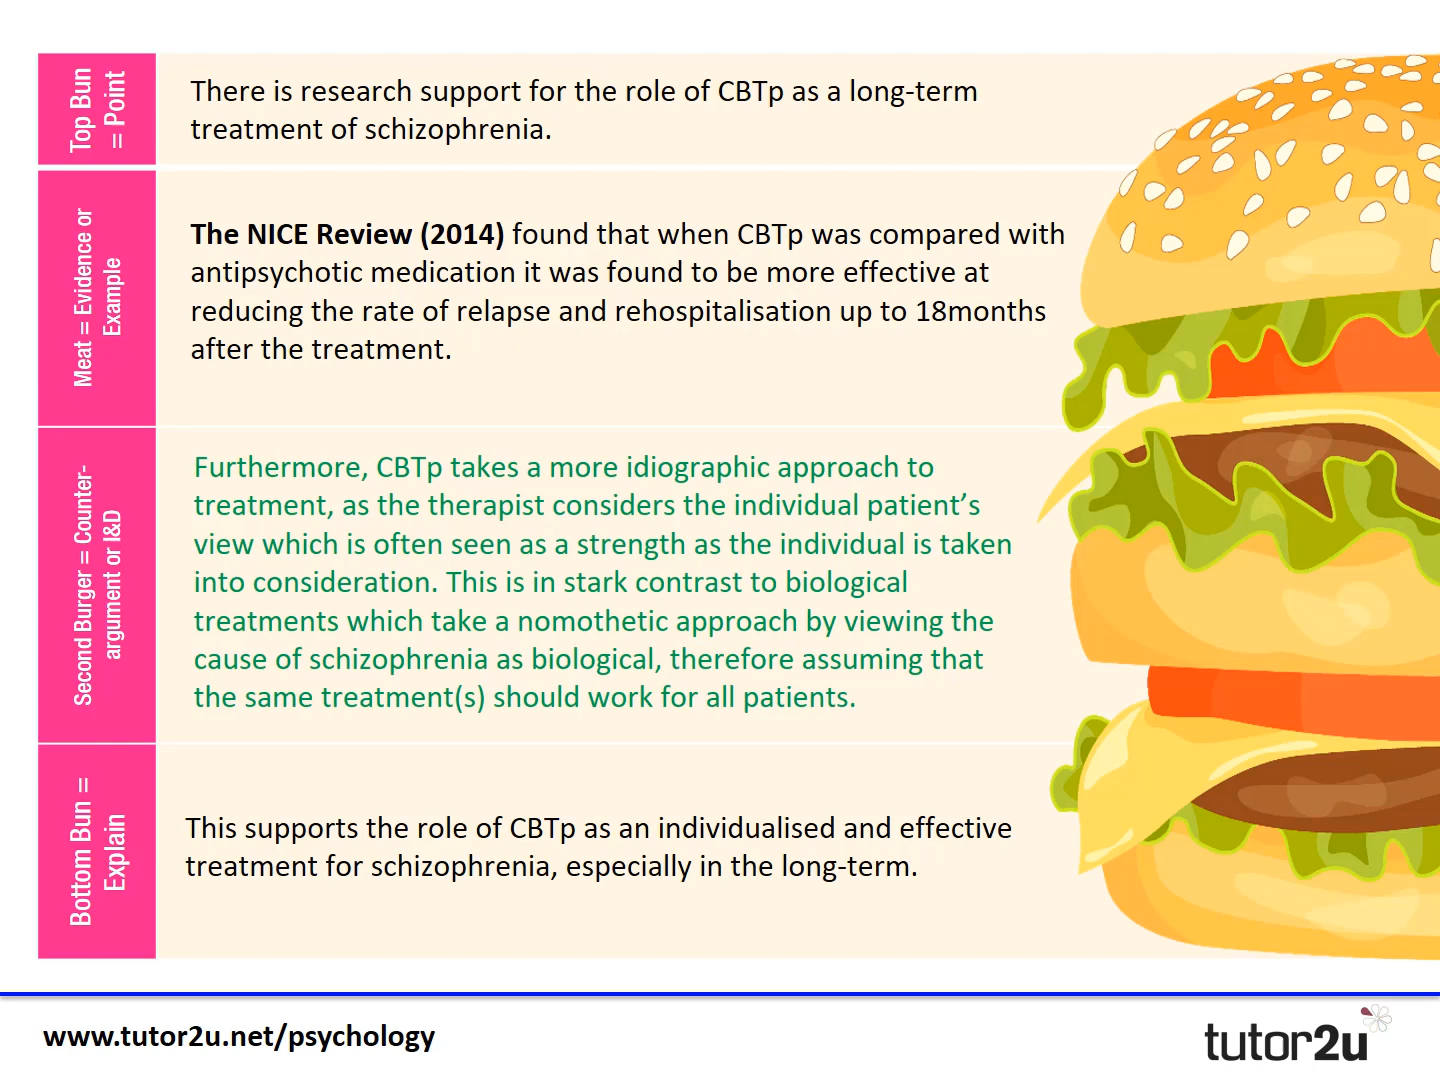 Top Bun
= Point
There is research support for the role of CBTp as a long-term
treatment of schizophrenia.
Meat = Evidence or
Example
The NICE Review (2014) found that when CBTp was compared with
antipsychotic medication it was found to be more effective at
reducing the rate of relapse and rehospitalisation up to 18months
after the treatment.
Second Burger = Counter-
argument or I&D
Furthermore, CBTp takes a more idiographic approach to
treatment, as the therapist considers the individual patient’s
view which is often seen as a strength as the individual is taken
into consideration. This is in stark contrast to biological
treatments which take a nomothetic approach by viewing the
cause of schizophrenia as biological, therefore assuming that
the same treatment(s) should work for all patients.
Bottom Bun =
Explain
This supports the role of CBTp as an individualised and effective
treatment for schizophrenia, especially in the long-term.
www.tutor2u.net/psychology
tutor2u